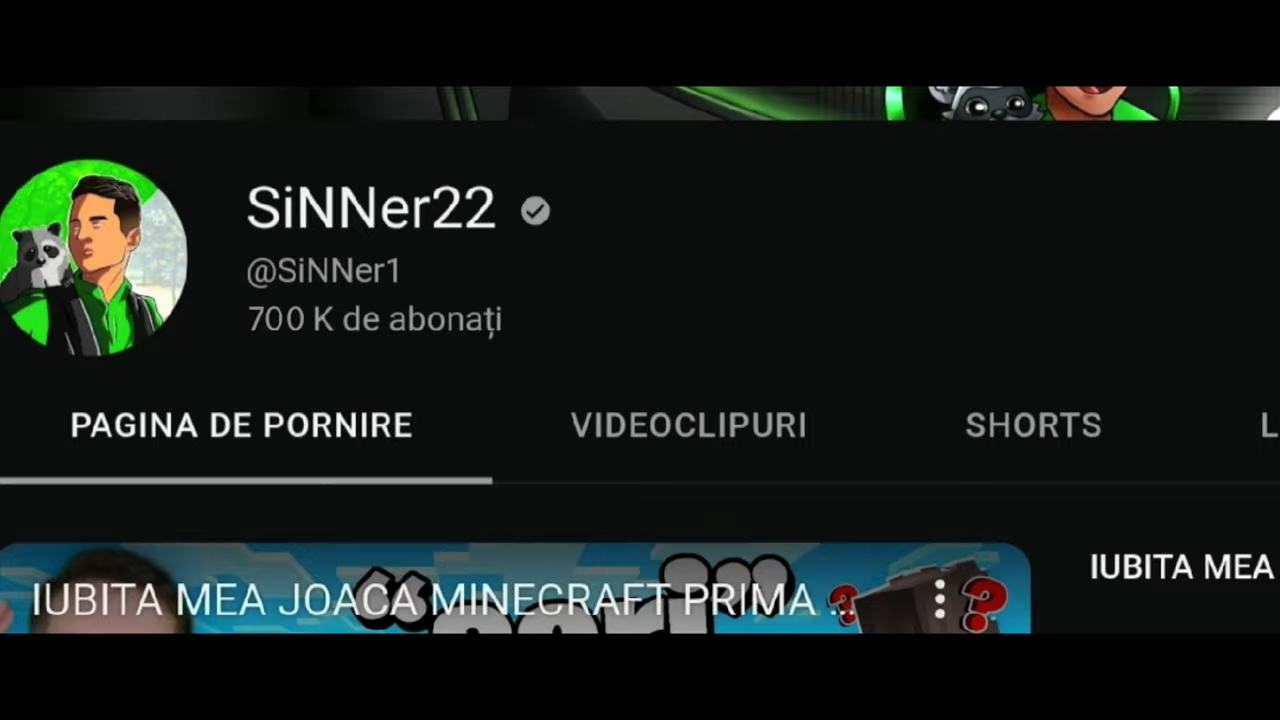 SiNNer22
@SiNNer1
700 K de abonați
PAGINA DE PORNIRE
VIDEOCLIPURI
SHORTS
L
IUBITA MEA JOACA MINECRAFT PRIMA ...
IUBITA MEA